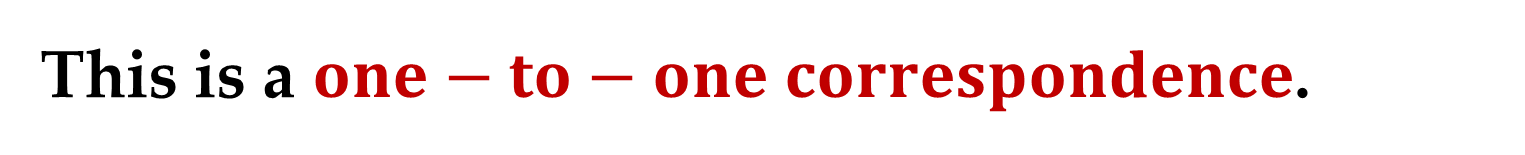 This is a one − to − one correspondence.